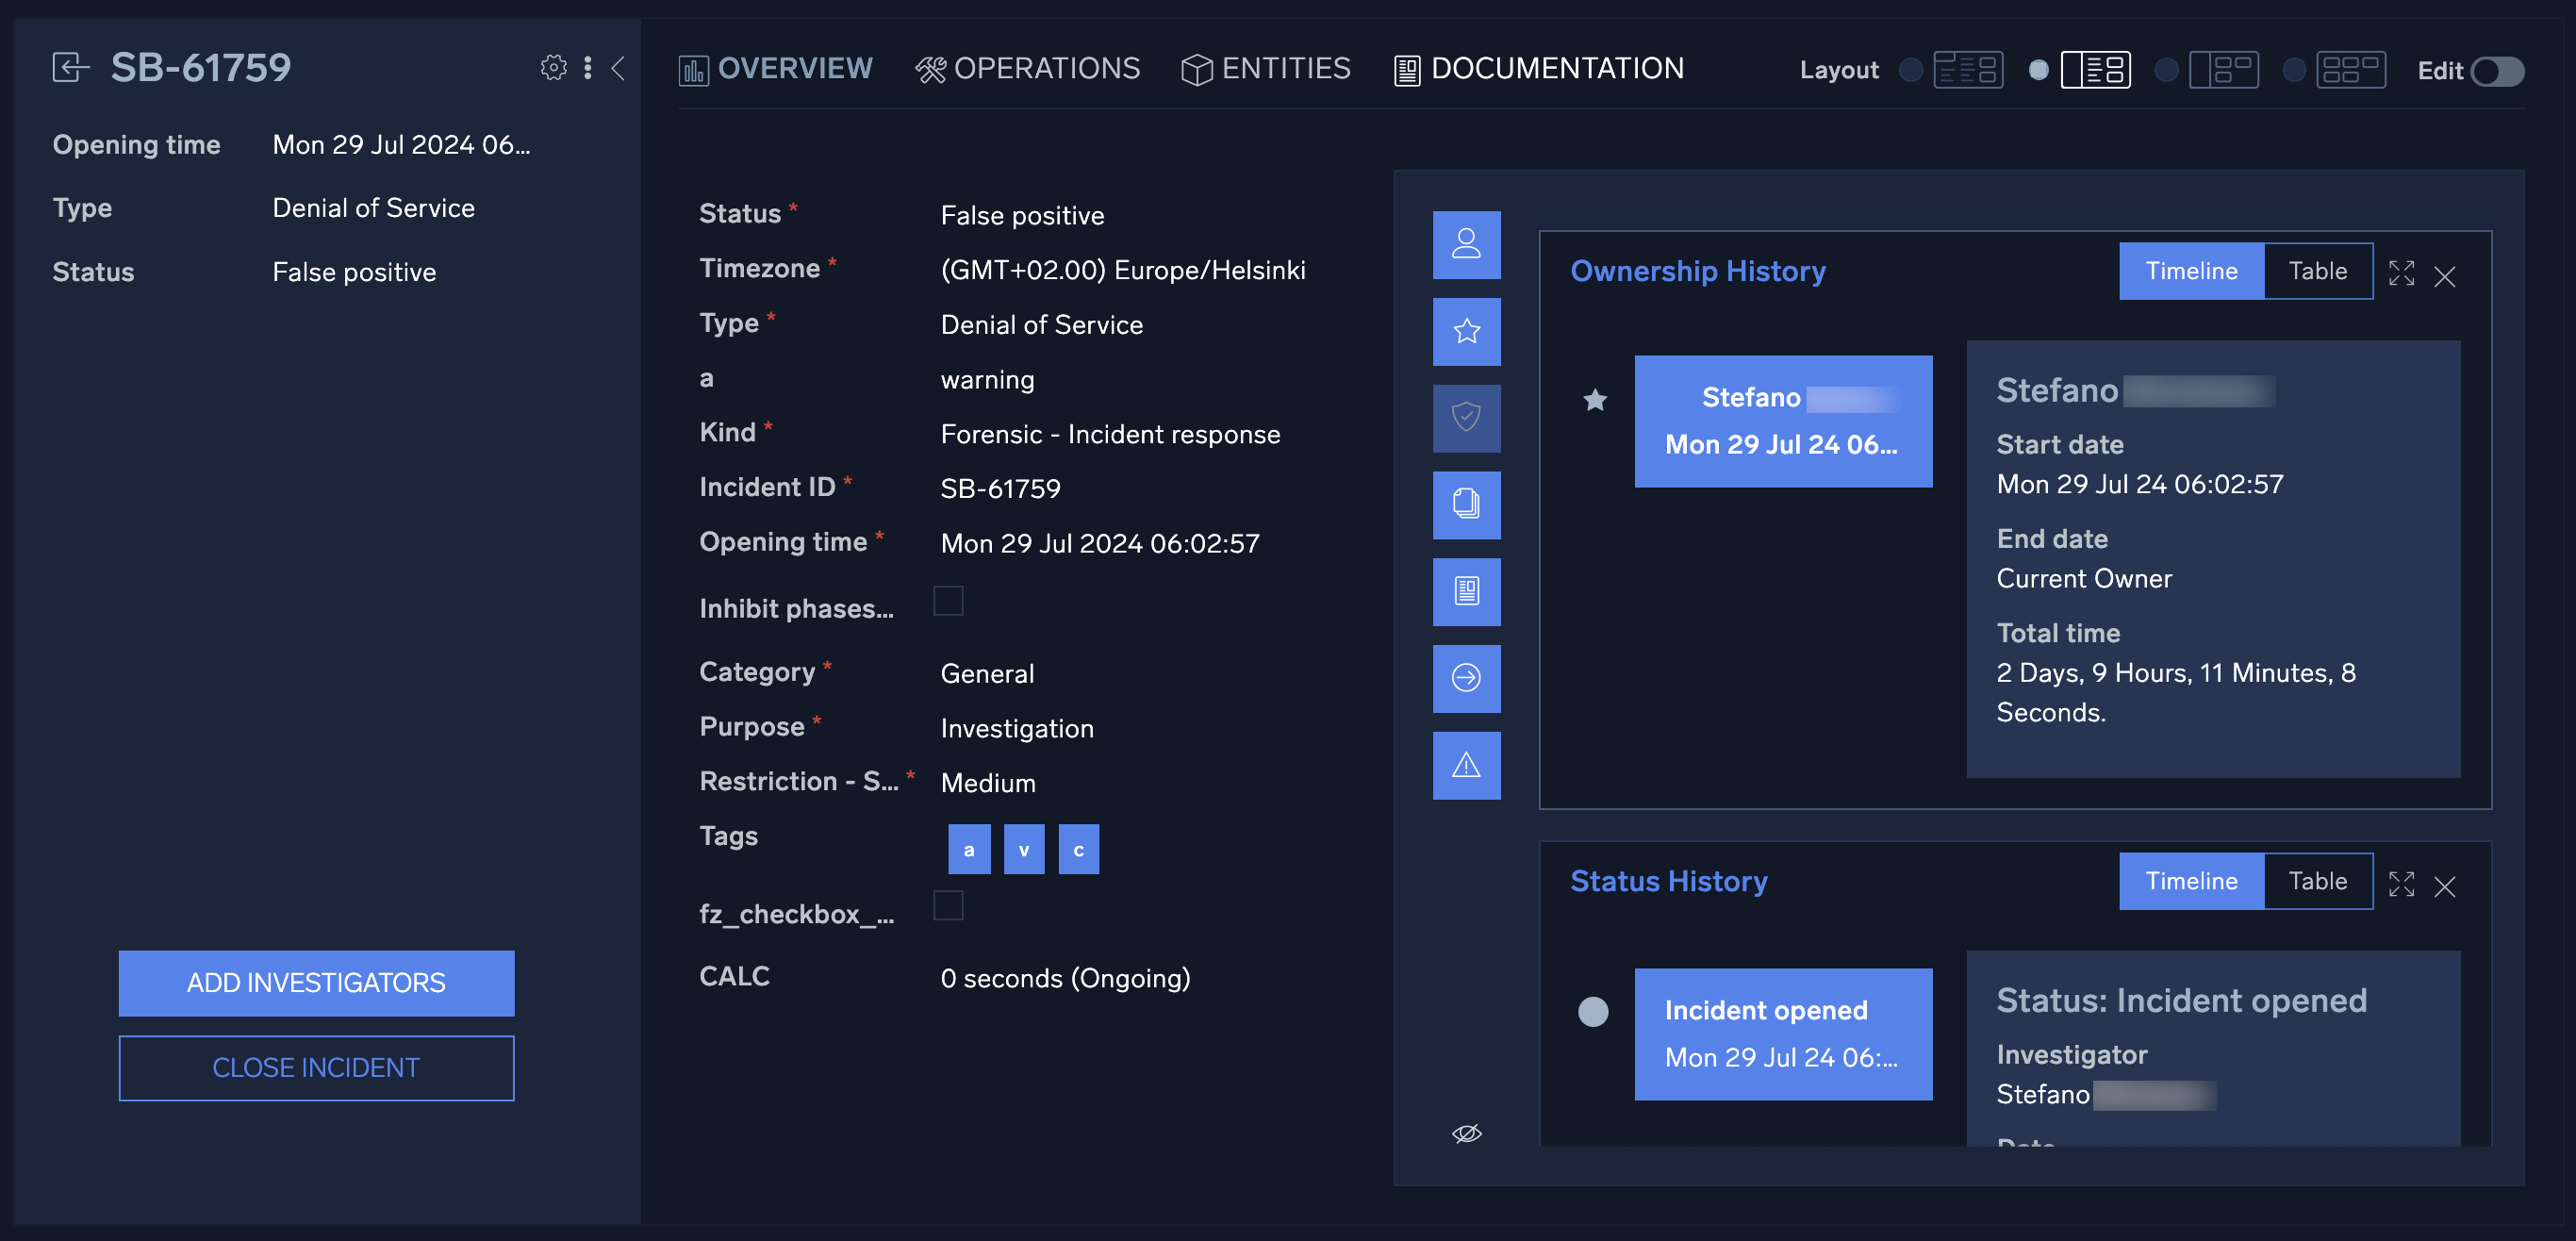 SB-61759
Opening time Mon 29 Jul 2024 06...
Type Denial of Service
Status False positive
ADD INVESTIGATORS
CLOSE INCIDENT
OVERVIEW OPERATIONS ENTITIES DOCUMENTATION Layout Edit
Status * False positive
Timezone * (GMT+02.00) Europe/Helsinki
Type * Denial of Service
a warning
Kind * Forensic - Incident response
Incident ID * SB-61759
Opening time * Mon 29 Jul 2024 06:02:57
Inhibit phases...
Category * General
Purpose * Investigation
Restriction - S... * Medium
Tags a v c
fz_checkbox_...
CALC 0 seconds (Ongoing)
Ownership History Timeline Table
Stefano
Mon 29 Jul 24 06...
Stefano
Start date
Mon 29 Jul 24 06:02:57
End date
Current Owner
Total time
2 Days, 9 Hours, 11 Minutes, 8
Seconds.
Status History Timeline Table
Incident opened
Mon 29 Jul 24 06:...
Status: Incident opened
Investigator
Stefano